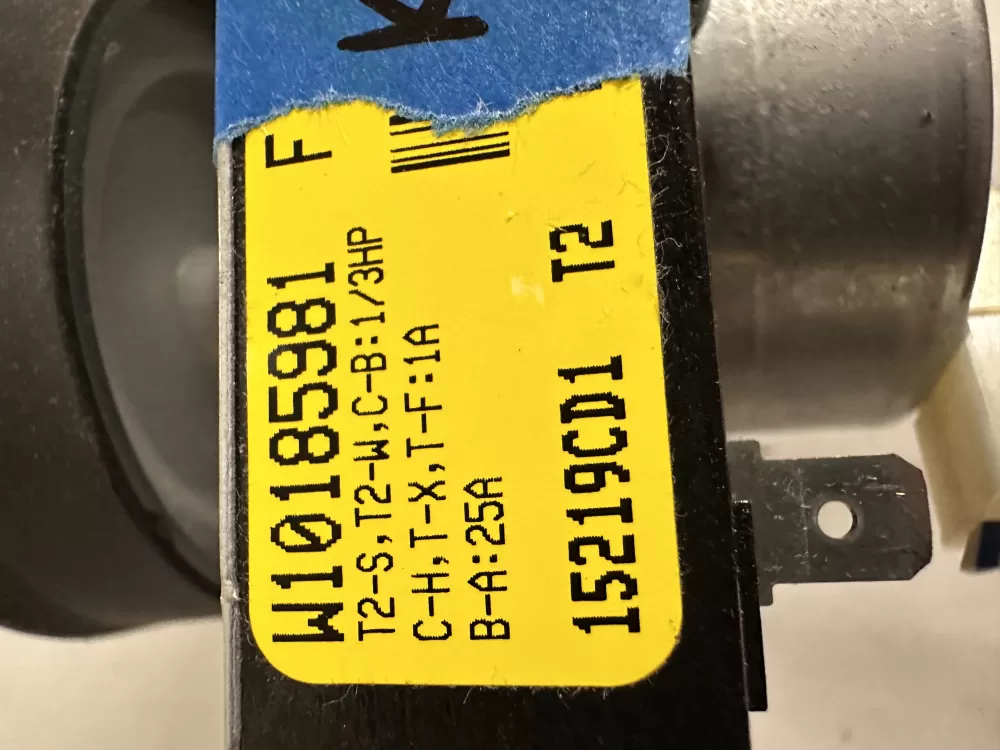 K
W10185981 F
T2-S,T2-W,C-B:1/3HP
C-H,T-X,T-F:1A
B-A:25A
15219CD1 T2